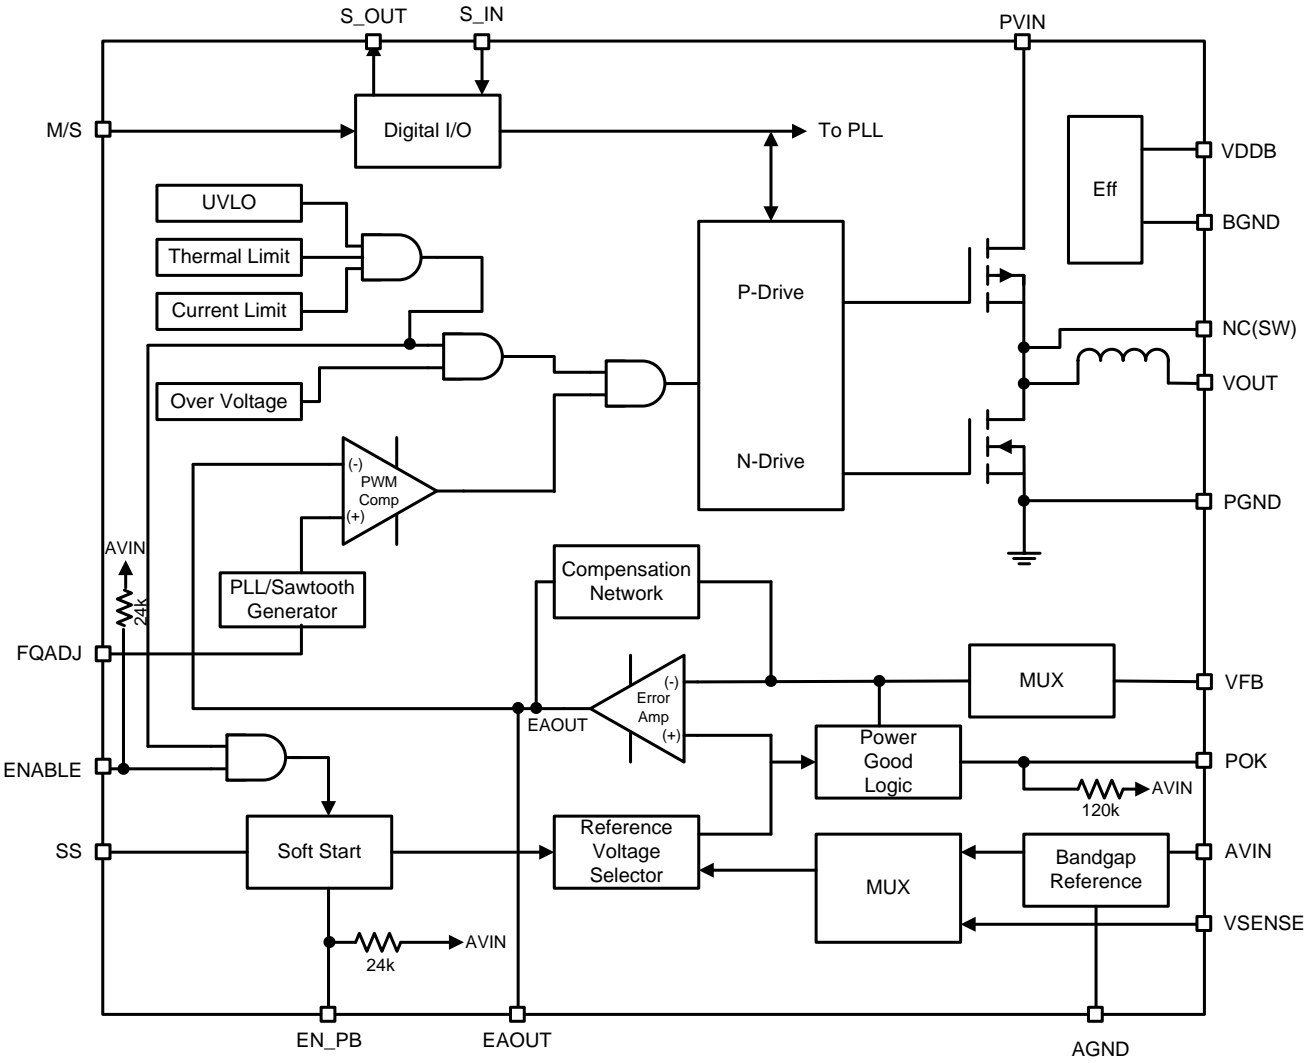 S_OUT
S_IN
PVIN
M/S
Digital I/O
To PLL
VDDB
UVLO
Eff
BGND
Thermal Limit
P-Drive
Current Limit
NC(SW)
VOUT
Over Voltage
(-)
PWM
Comp
(+)
N-Drive
PGND
AVIN
24k
PLL/Sawtooth
Generator
Compensation
Network
FQADJ
(-)
Error
Amp
(+)
MUX
VFB
EAOUT
Power
Good
Logic
ENABLE
POK
AVIN
120k
SS
Soft Start
Reference
Voltage
Selector
MUX
Bandgap
Reference
AVIN
VSENSE
AVIN
24k
EN_PB
EAOUT
AGND